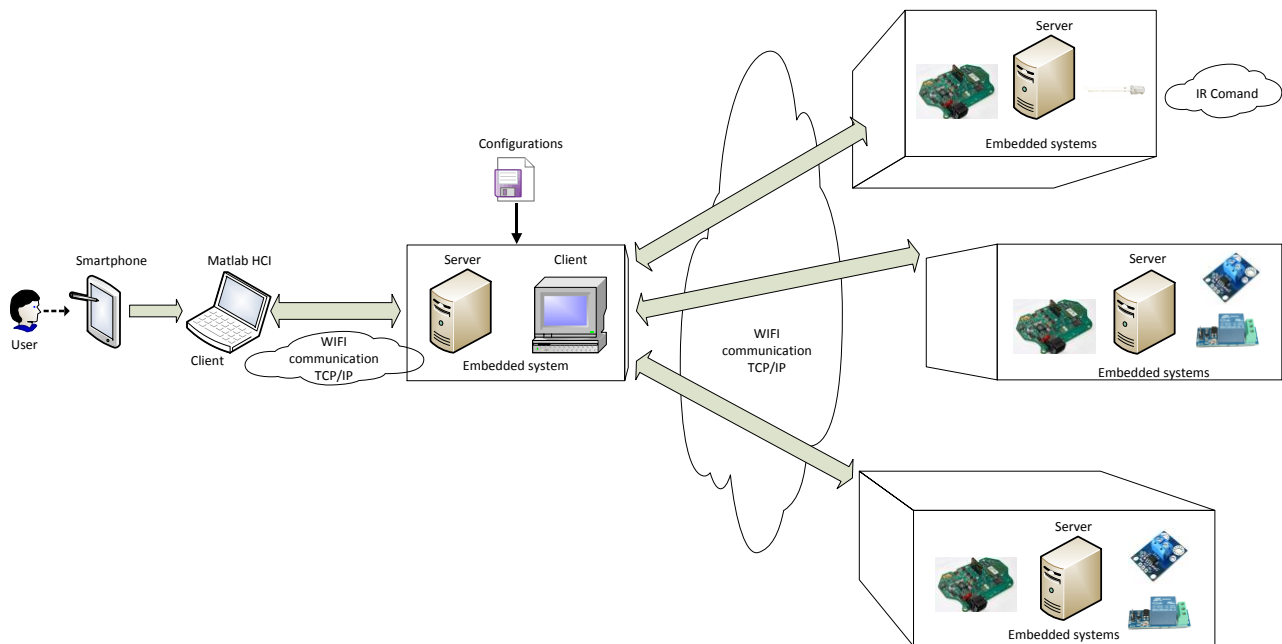 Server
IR Comand
Embedded systems
Configurations
Smartphone
Matlab HCI
Server
Client
User
Client
WIFI
communication
TCP/IP
Embedded system
WIFI
communication
TCP/IP
Server
Embedded systems
Server
Embedded systems